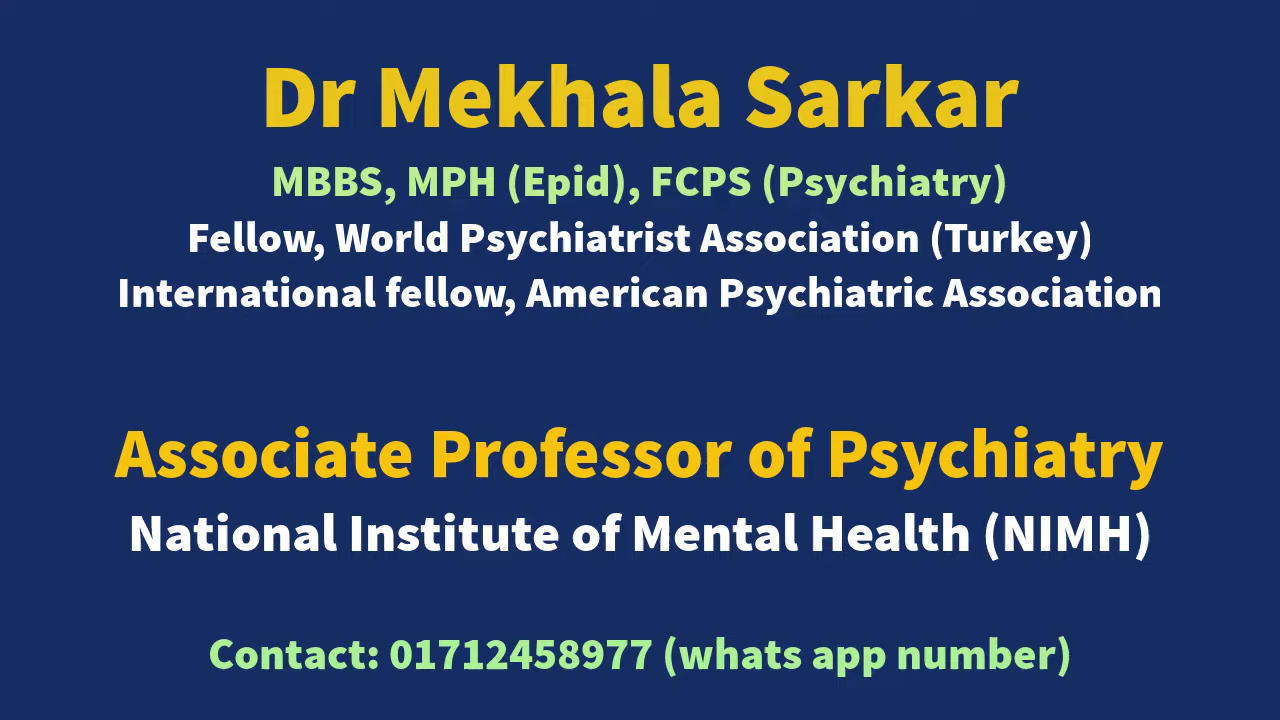 Dr Mekhala Sarkar
MBBS, MPH (Epid), FCPS (Psychiatry)
Fellow, World Psychiatrist Association (Turkey)
International fellow, American Psychiatric Association
Associate Professor of Psychiatry
National Institute of Mental Health (NIMH)
Contact: 01712458977 (whats app number)